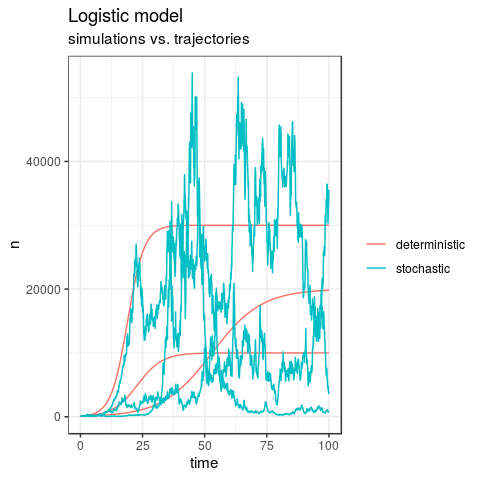 Logistic model
simulations vs. trajectories
40000
20000
0
n
0 25 50 75 100
time
deterministic
stochastic